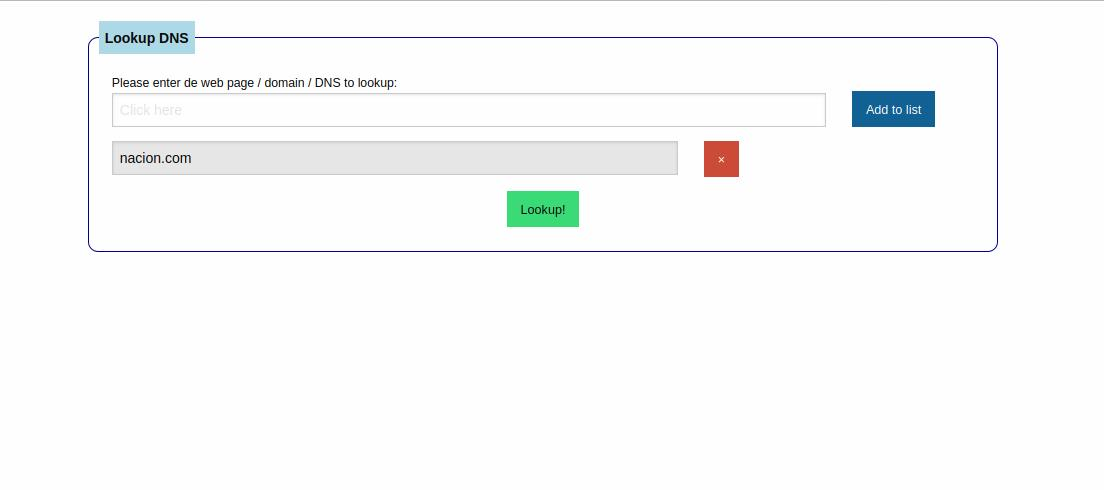 Lookup DNS
Please enter de web page / domain / DNS to lookup:
Click here
Add to list
nacion.com
×
Lookup!